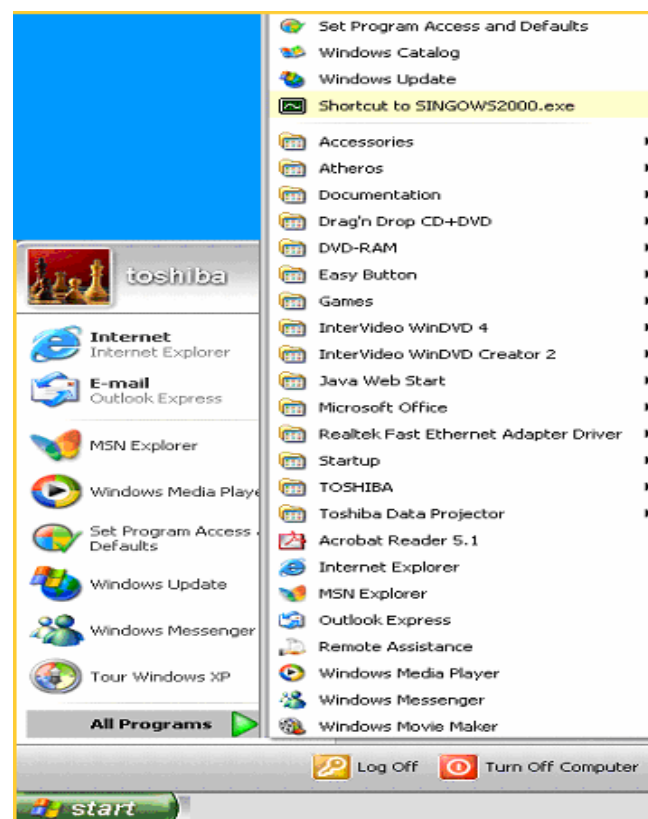 Set Program Access and Defaults
Windows Catalog
Windows Update
Shortcut to SINGOWS2000.exe
Accessories
Atheros
Documentation
Drag'n Drop CD+DVD
DVD-RAM
Easy Button
Games
InterVideo WinDVD 4
InterVideo WinDVD Creator 2
Java Web Start
Microsoft Office
Realtek Fast Ethernet Adapter Driver
Startup
TOSHIBA
Toshiba Data Projector
Acrobat Reader 5.1
Internet Explorer
MSN Explorer
Outlook Express
Remote Assistance
Windows Media Player
Windows Messenger
Windows Movie Maker
toshiba
Internet
Internet Explorer
E-mail
Outlook Express
MSN Explorer
Windows Media Playe
Set Program Access
Defaults
Windows Update
Windows Messenger
Tour Windows XP
All Programs
Log Off
Turn Off Computer
start